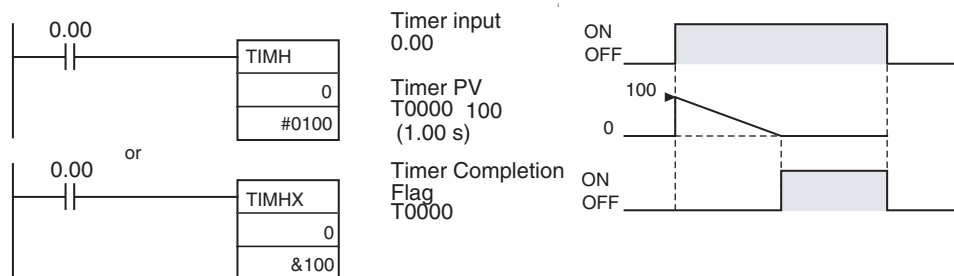 0.00
TIMH
0
#0100
or
0.00
TIMHX
0
&100
Timer input
0.00
ON
OFF
Timer PV
T0000 100
(1.00 s)
100
0
Timer Completion
Flag
T0000
ON
OFF